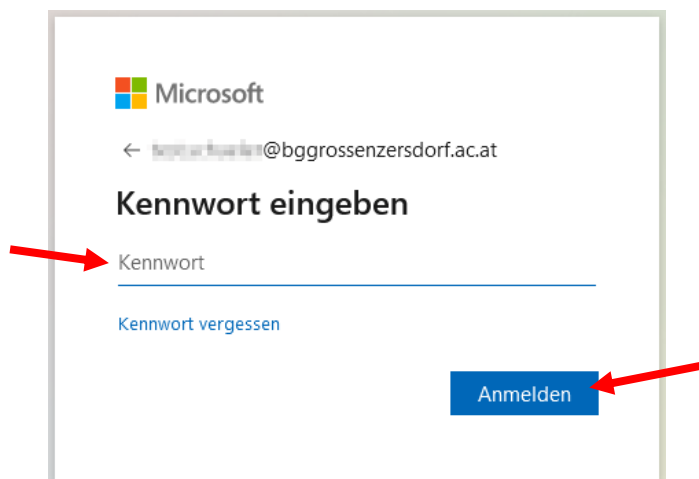 Microsoft
@bggrossenzersdorf.ac.at
Kennwort eingeben
Kennwort
Kennwort vergessen
Anmelden